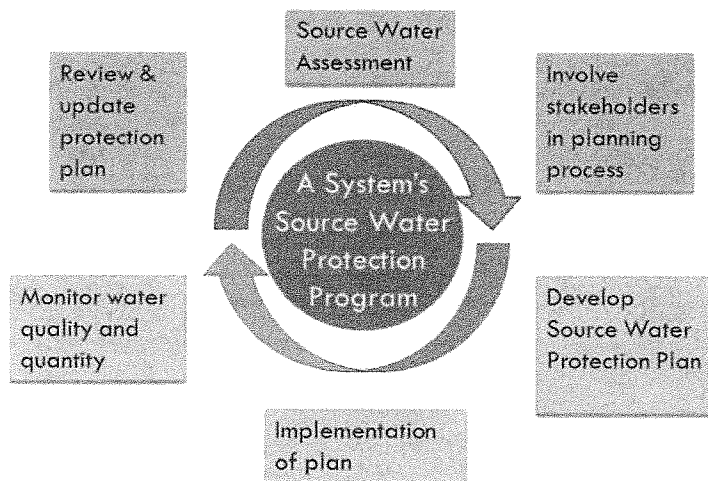 Source Water
Assessment
Involve
stakeholders
in planning
process
Develop
Source Water
Protection Plan
Implementation
of plan
Monitor water
quality and
quantity
Review &
update
protection
plan
A System's
Source Water
Protection
Program